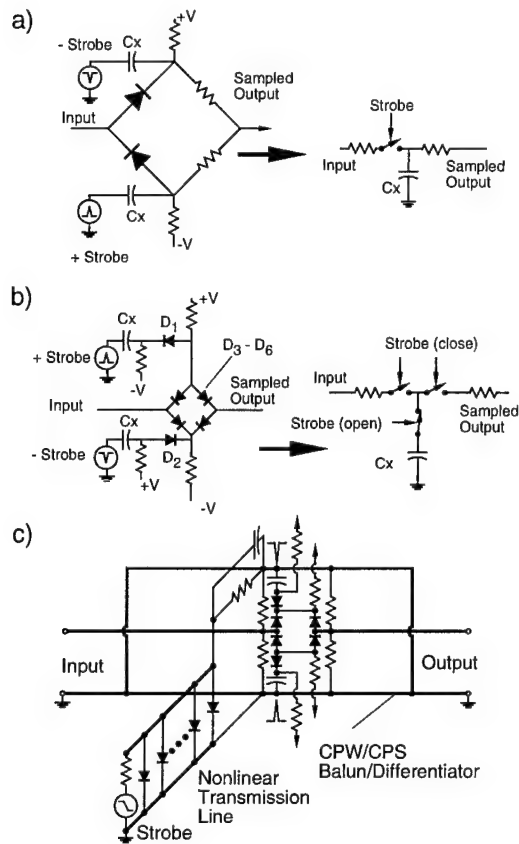 a)
+V
- Strobe
Cx
Sampled
Output
Input
Cx
-V
+ Strobe
Strobe
Input
Cx
Sampled
Output
b)
+V
Cx
D1
D3 - D6
+ Strobe
-V
Sampled
Output
Input
Cx
- Strobe
D2
+V
-V
Strobe (close)
Input
Strobe (open)
Sampled
Output
Cx
c)
Input
Output
CPW/CPS
Balun/Differentiator
Nonlinear
Transmission
Line
Strobe